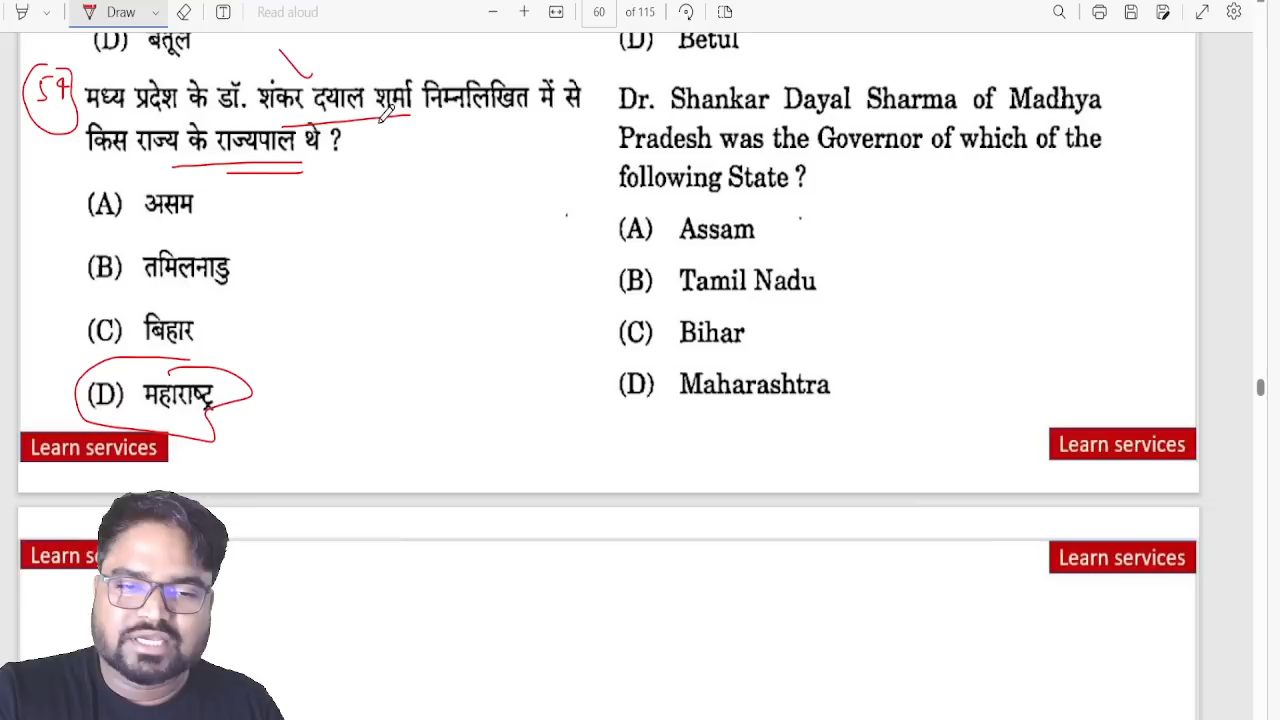 Draw
Read aloud
60 of 115
(D) बैतूल
(D) Betul
54
मध्य प्रदेश के डॉ. शंकर दयाल शर्मा निम्नलिखित में से
किस राज्य के राज्यपाल थे ?
(A) असम
(B) तमिलनाडु
(C) बिहार
(D) महाराष्ट्र
Dr. Shankar Dayal Sharma of Madhya
Pradesh was the Governor of which of the
following State ?
(A) Assam
(B) Tamil Nadu
(C) Bihar
(D) Maharashtra
Learn services
Learn services
Learn s
Learn services